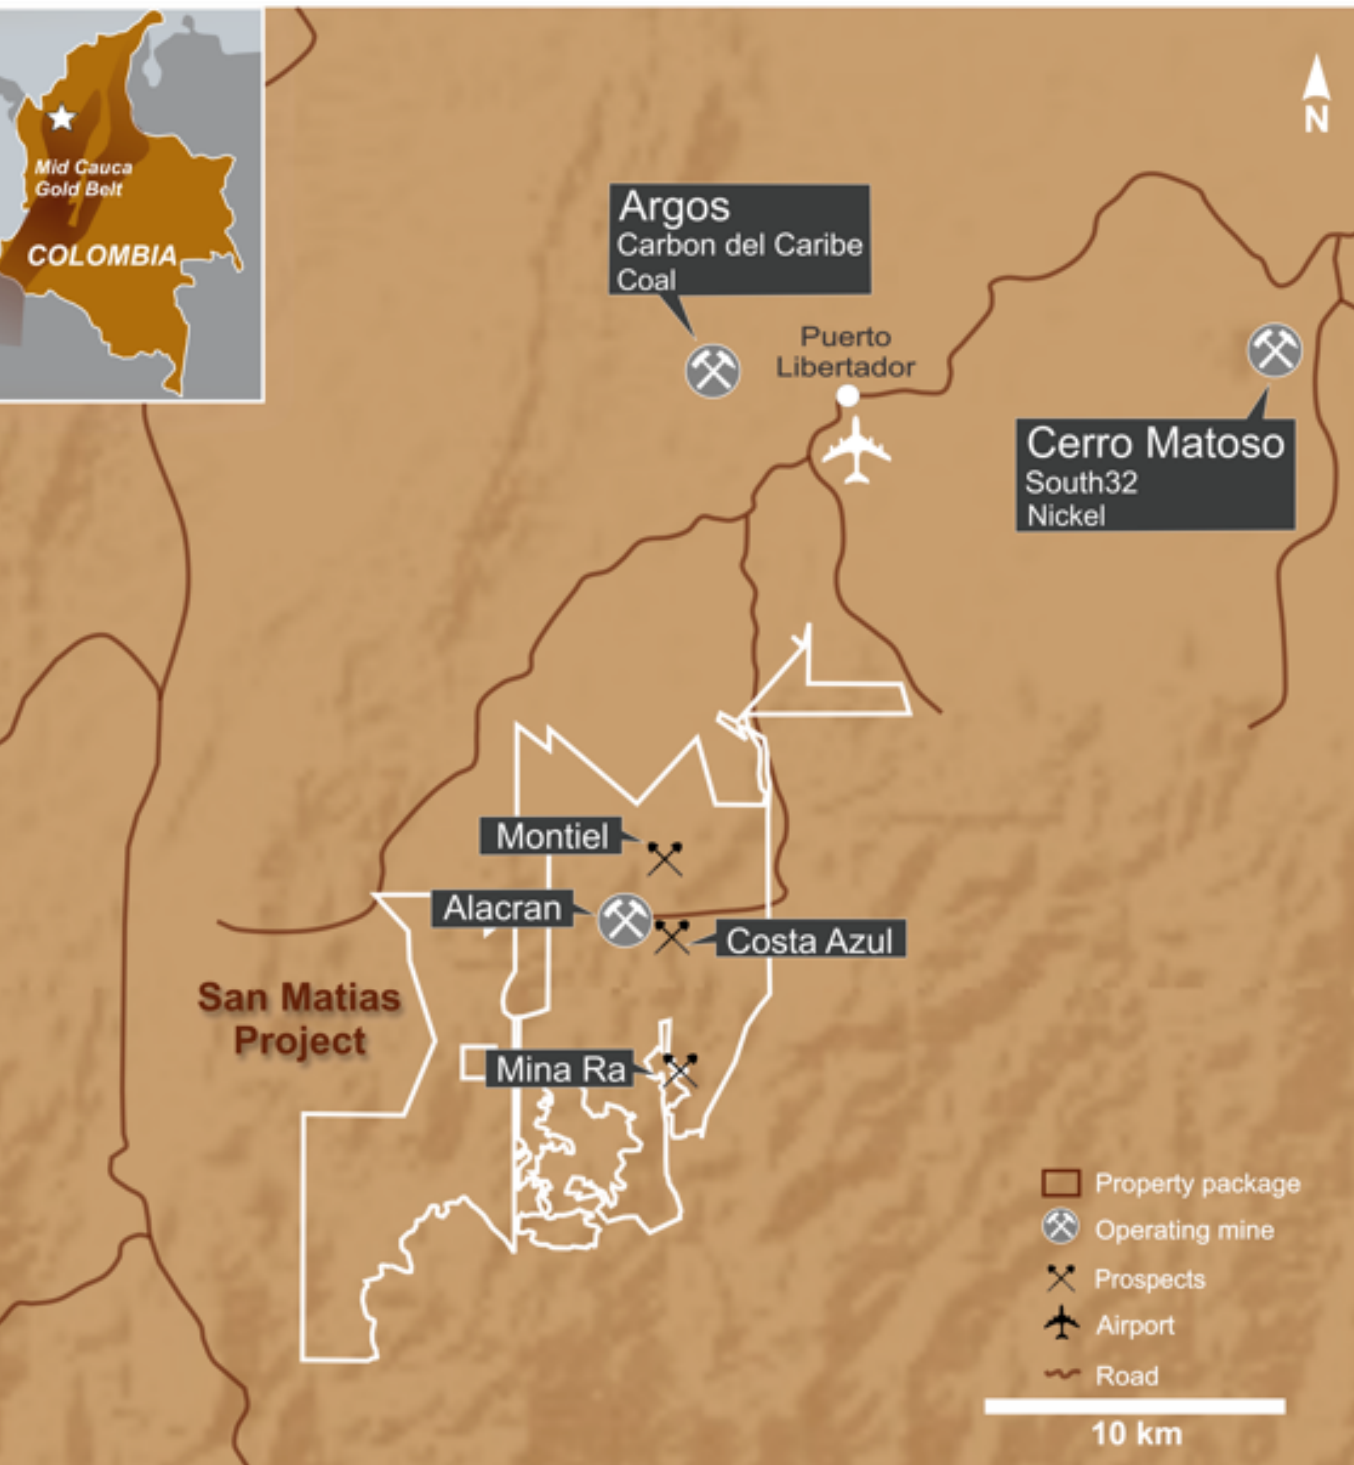 Mid Cauca
Gold Belt
COLOMBIA
N
Argos
Carbon del Caribe
Coal
Puerto
Libertador
Cerro Matoso
South32
Nickel
Montiel
Alacran
Costa Azul
San Matias
Project
Mina Ra
Property package
Operating mine
Prospects
Airport
Road
10 km